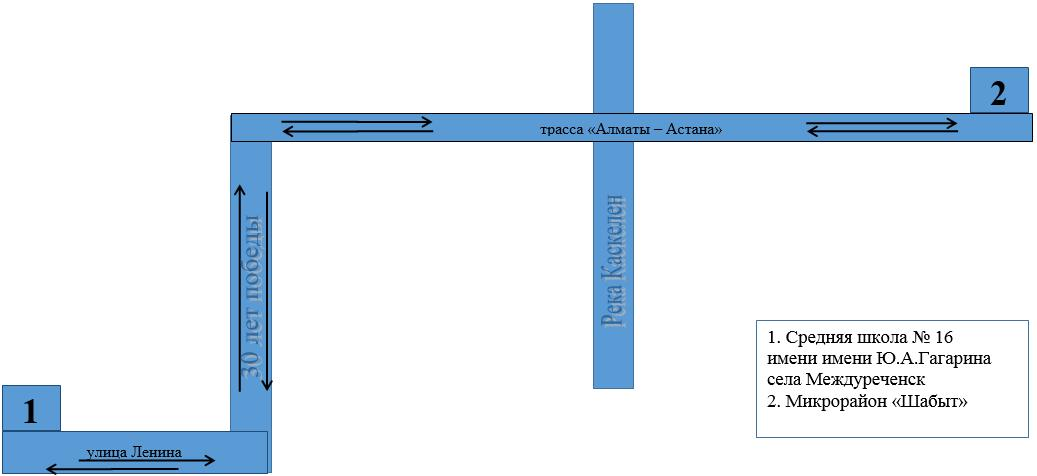 2
трасса «Алматы – Астана»
30 лет победы
Река Каскелен
1. Средняя школа № 16
имени имени Ю.А.Гагарина
села Междуреченск
2. Микрорайон «Шабыт»
1
улица Ленина